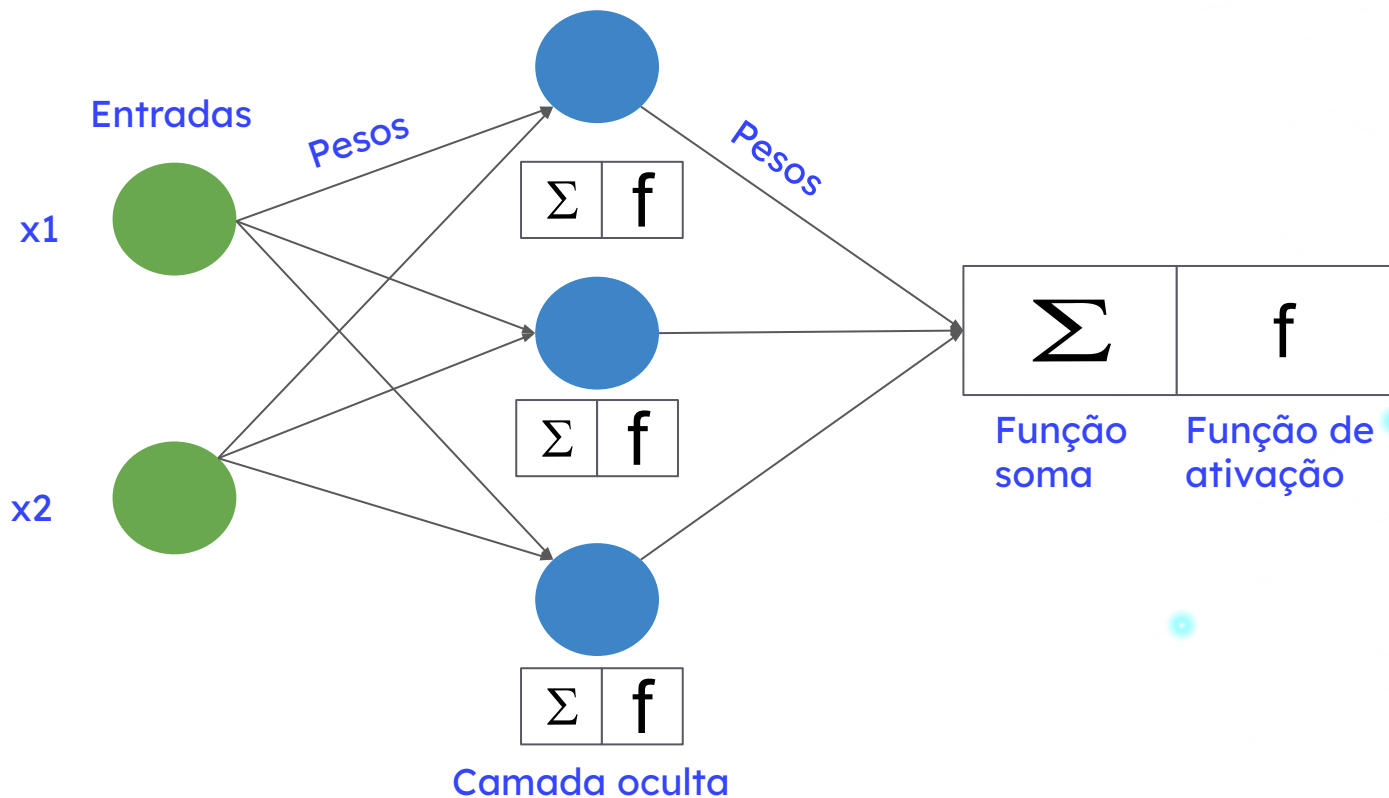 Entradas
Pesos
Pesos
x1
Σ f
Σ f
Σ f
Função
soma
Função de
ativação
x2
Σ f
Camada oculta